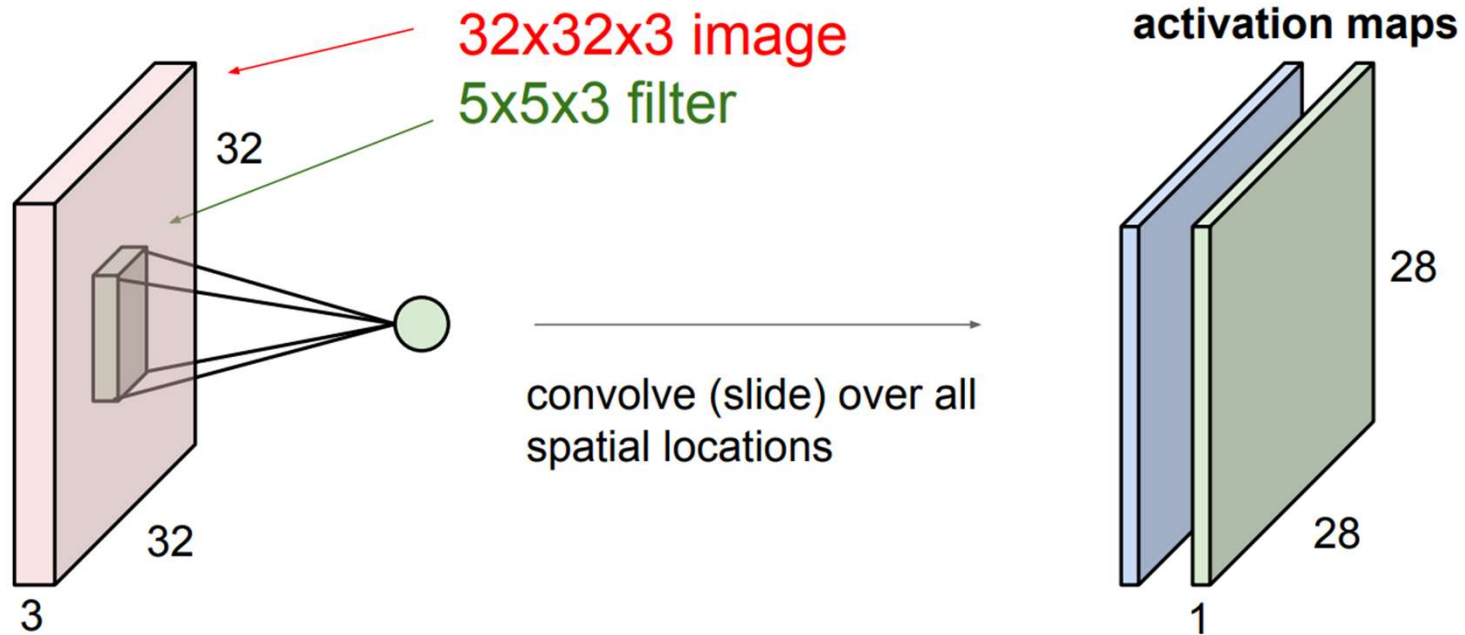 32x32x3 image
5x5x3 filter
32
32
3
convolve (slide) over all
spatial locations
activation maps
28
28
1